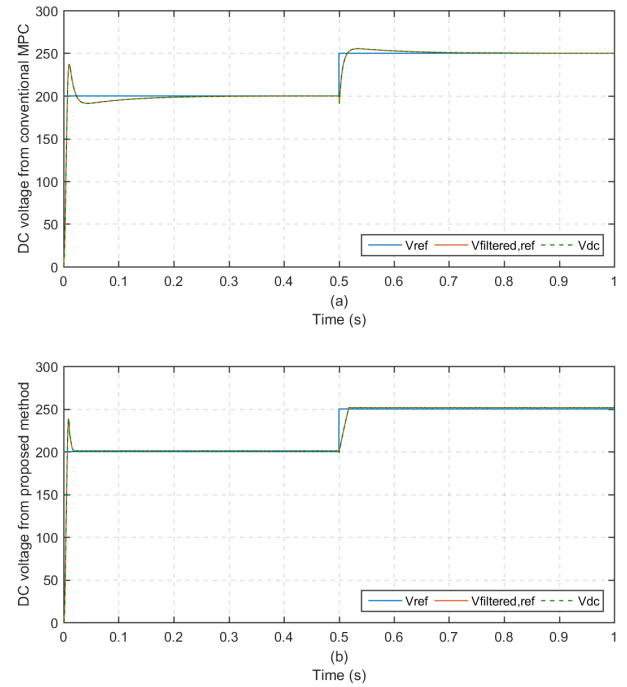 DC voltage from conventional MPC
300
250
200
150
100
50
0
Vref Vfiltered,ref Vdc
0 0.1 0.2 0.3 0.4 0.5 0.6 0.7 0.8 0.9 1
(a)
Time (s)
DC voltage from proposed method
300
250
200
150
100
50
0
Vref Vfiltered,ref Vdc
0 0.1 0.2 0.3 0.4 0.5 0.6 0.7 0.8 0.9 1
(b)
Time (s)